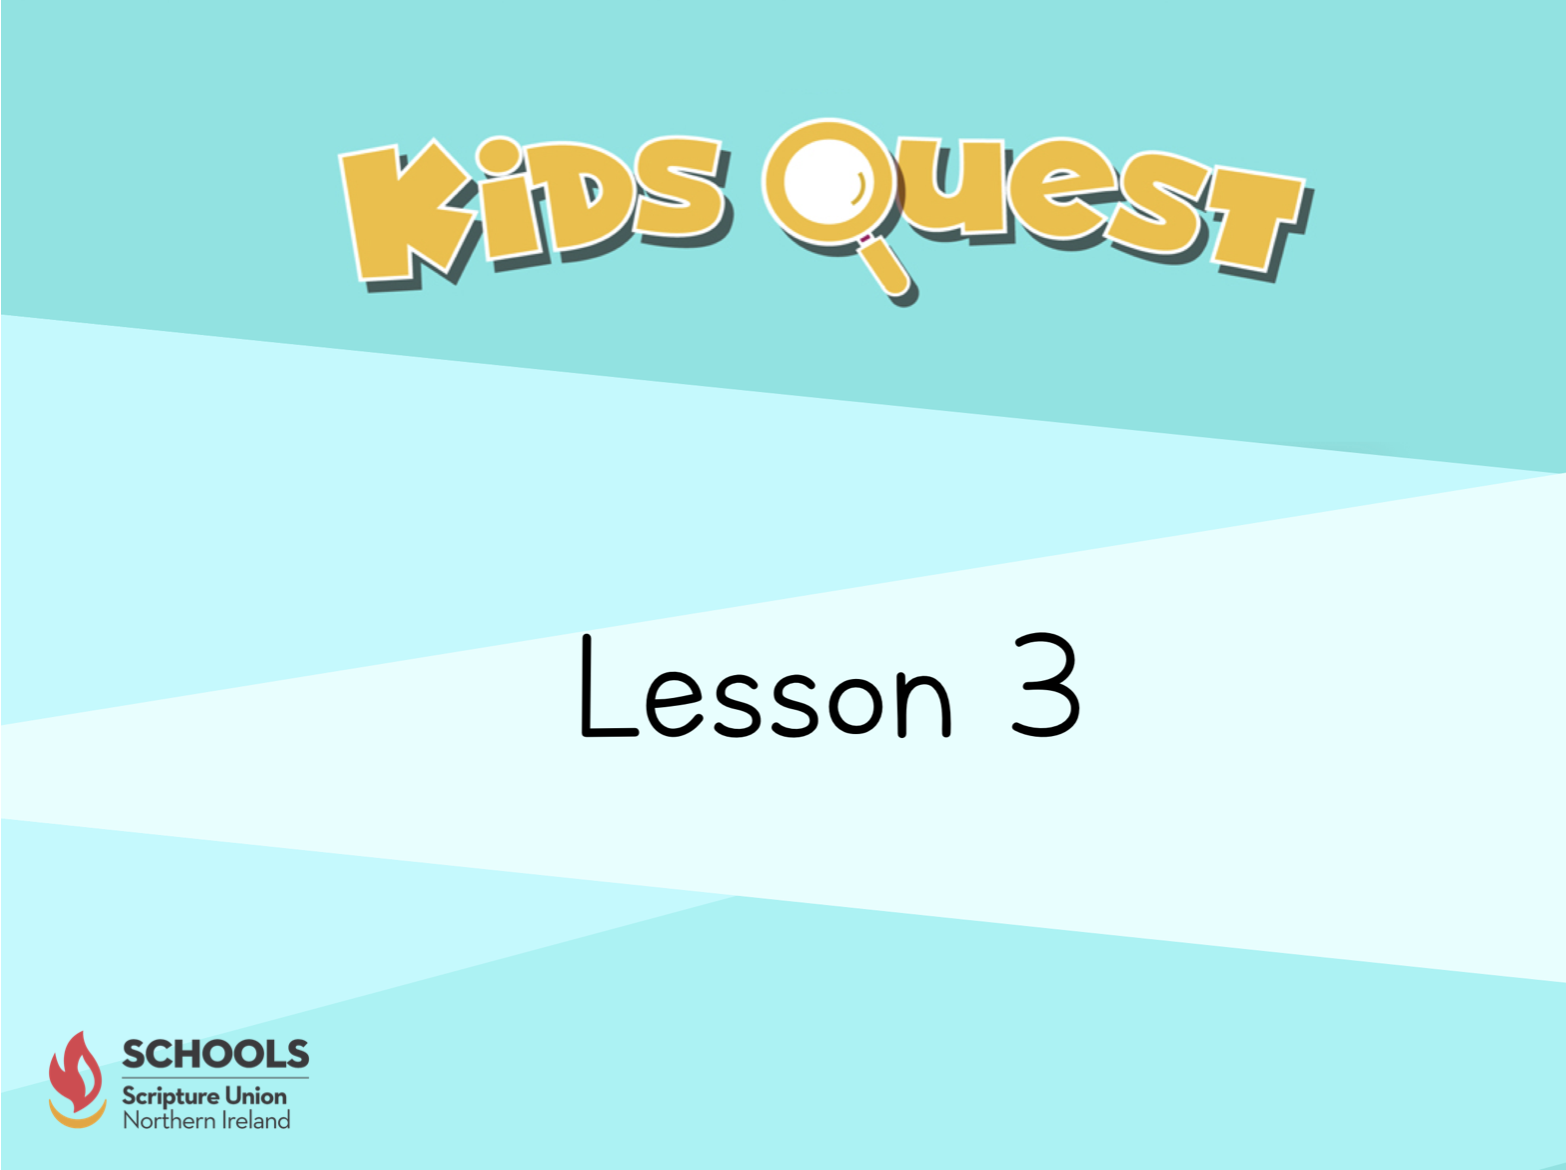 KiDS QUeST
Lesson 3
SCHOOLS
Scripture Union
Northern Ireland